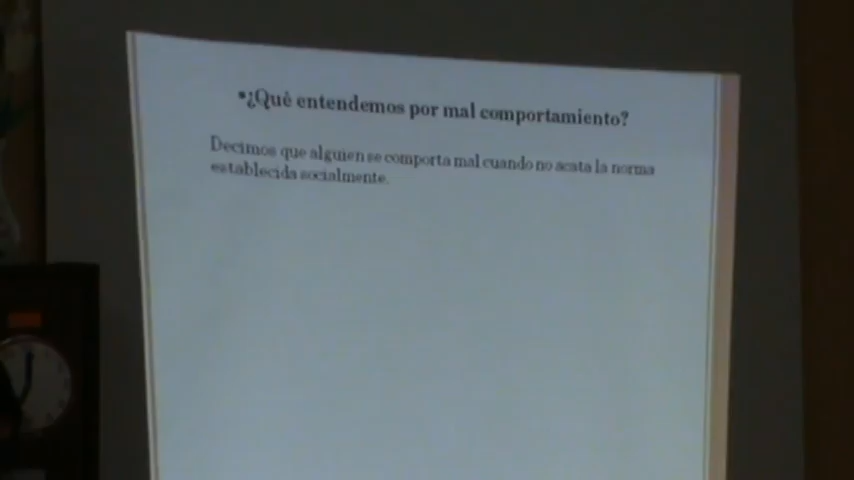 *¿Qué entendemos por mal comportamiento?
Decimos que alguien se comporta mal cuando no acata la norma
establecida socialmente.